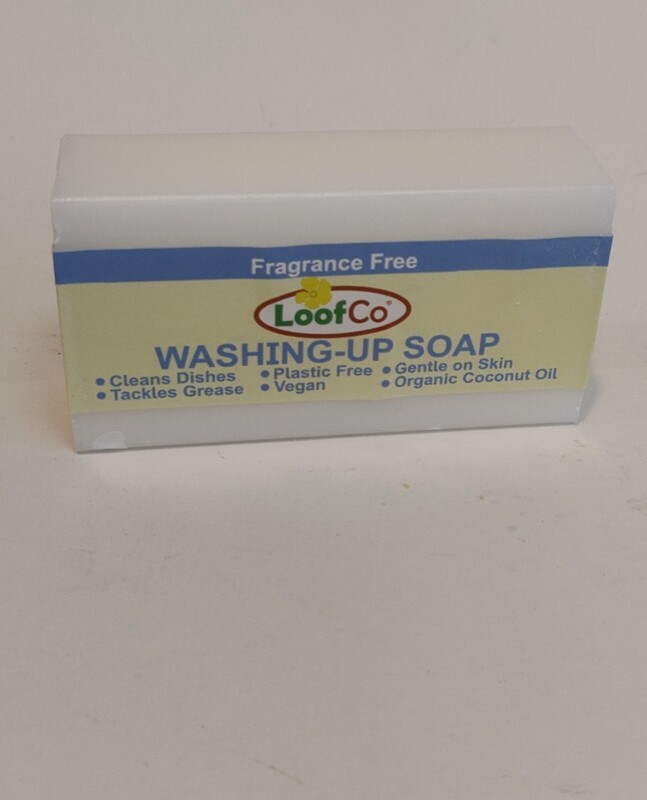 Fragrance Free
LoofCo®
WASHING-UP SOAP
• Cleans Dishes • Plastic Free • Gentle on Skin
• Tackles Grease • Vegan • Organic Coconut Oil